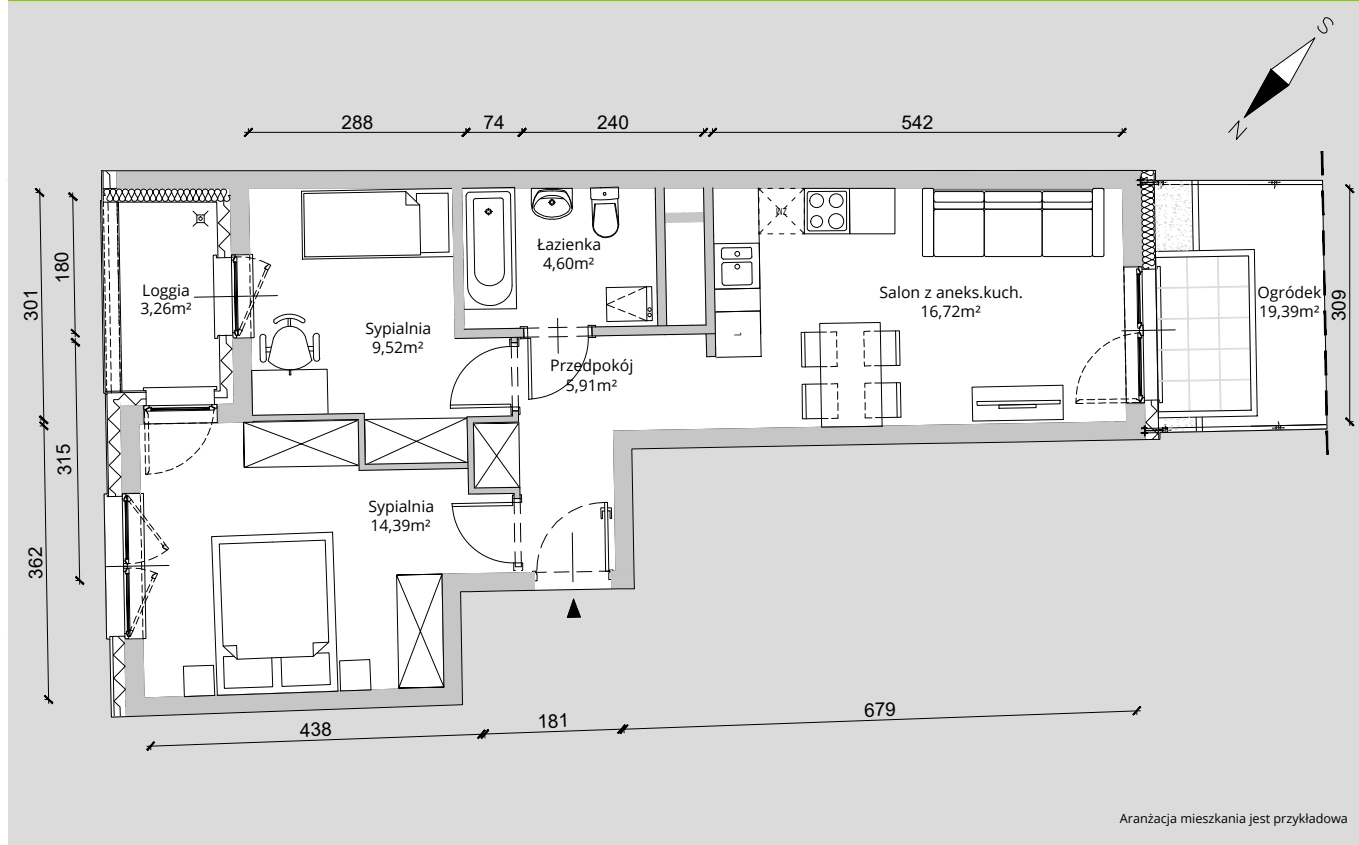 S
N
288
74
240
542
301
180
315
362
309
Loggia
3,26m²
Sypialnia
9,52m²
Łazienka
4,60m²
Przedpokój
5,91m²
Salon z aneks.kuch.
16,72m²
Ogródek
19,39m²
Sypialnia
14,39m²
L
438
181
679
Aranżacja mieszkania jest przykładowa